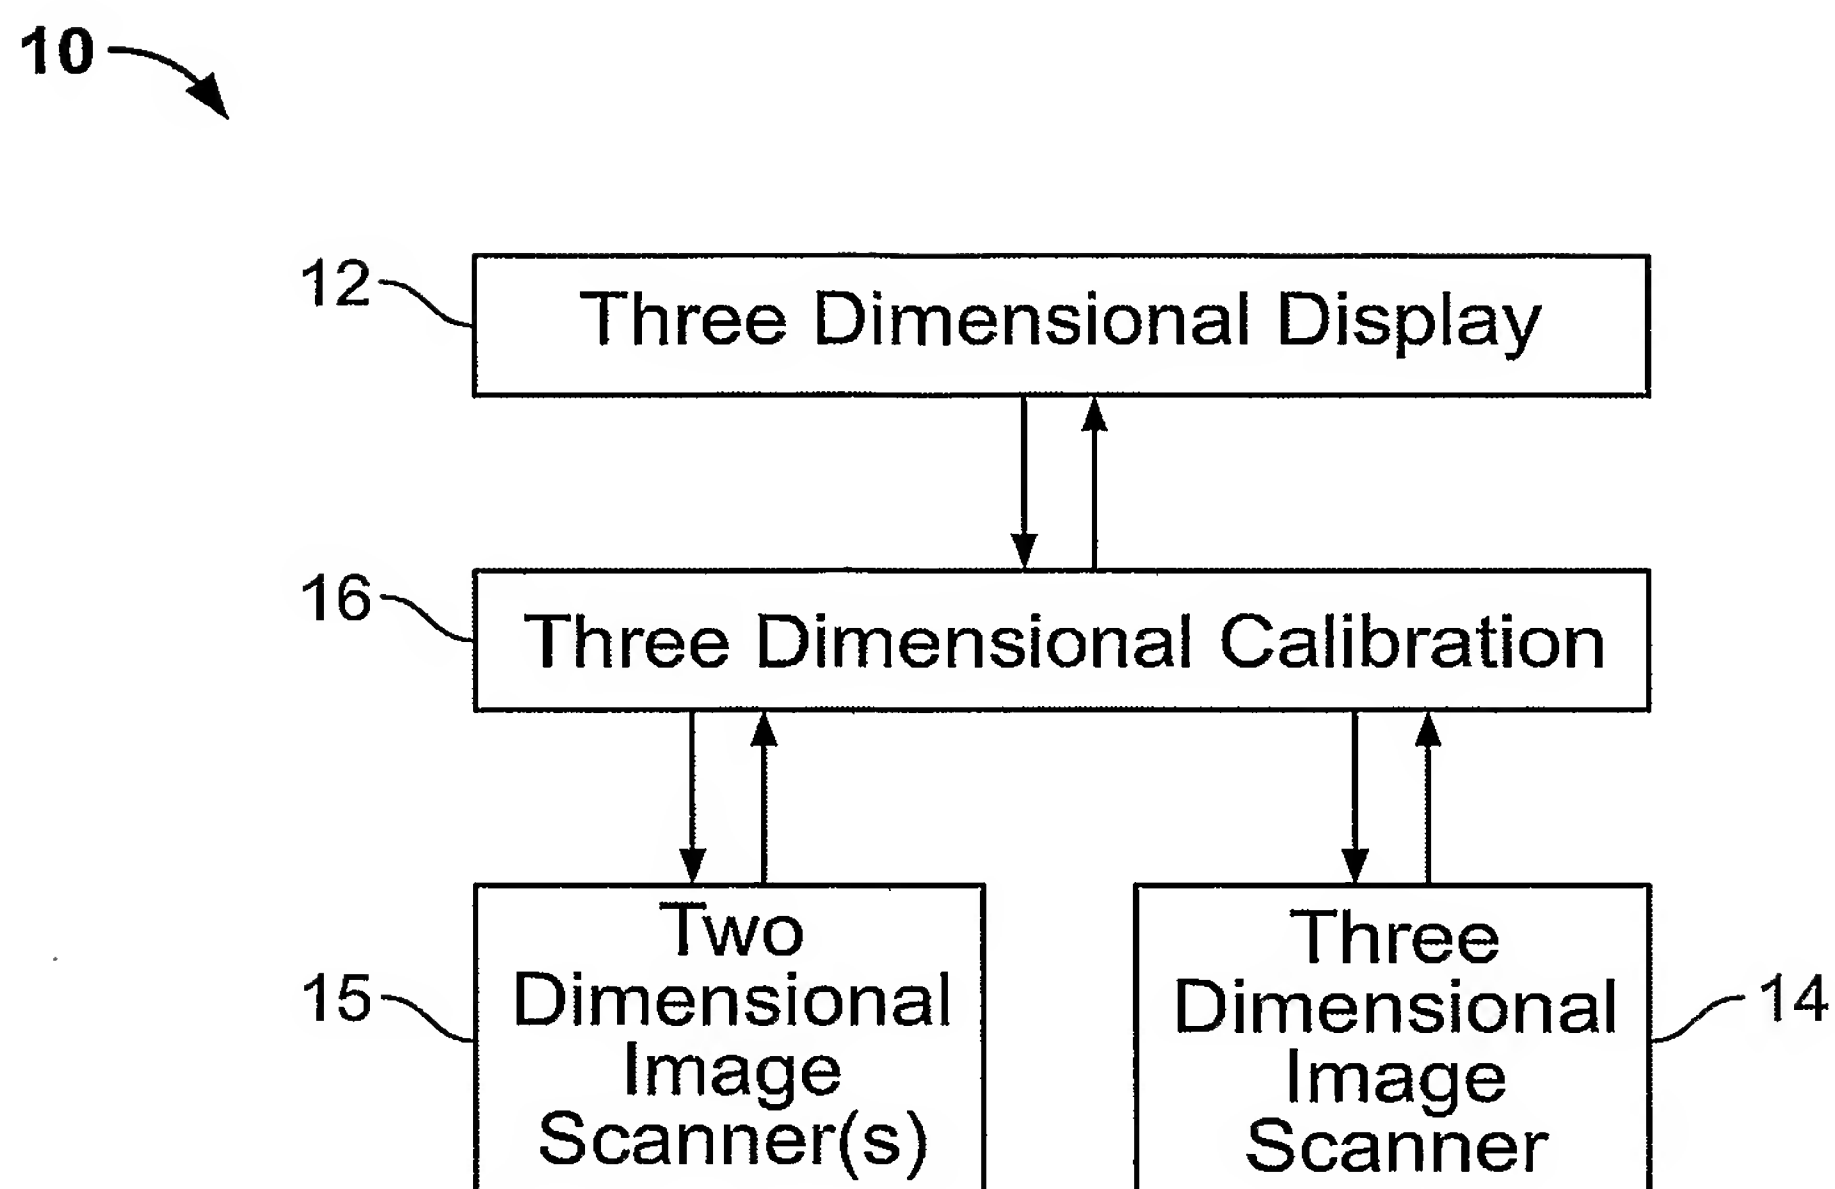 10
12
Three Dimensional Display
16
Three Dimensional Calibration
15
Two
Dimensional
Image
Scanner(s)
Three
Dimensional
Image
Scanner
14